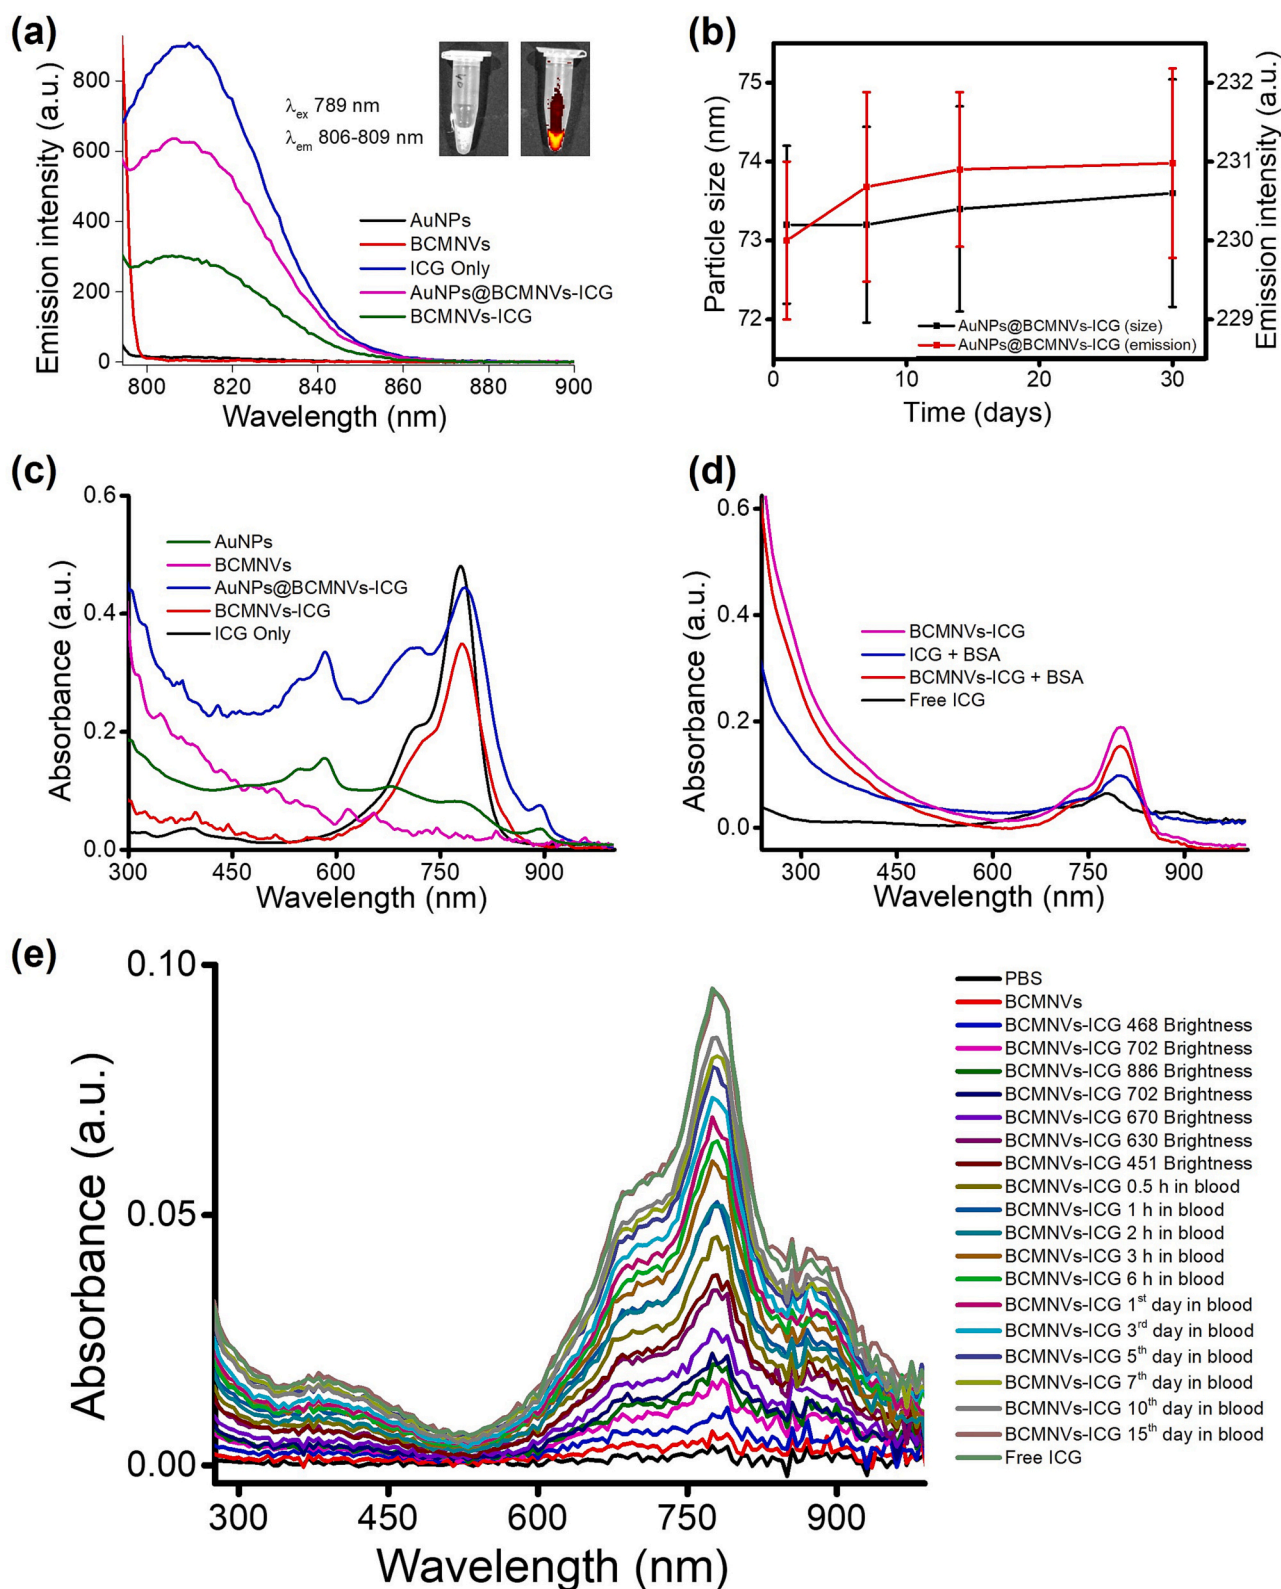 (a)
Emission intensity (a.u.)
800
600
400
200
0
λex 789 nm
λem 806-809 nm
AuNPs
BCMNVs
ICG Only
AuNPs@BCMNVs-ICG
BCMNVs-ICG
800 820 840 860 880 900
Wavelength (nm)
(b)
Particle size (nm)
75
74
73
72
232
231
230
229
Emission intensity (a.u.)
AuNPs@BCMNVs-ICG (size)
AuNPs@BCMNVs-ICG (emission)
0 10 20 30
Time (days)
(c)
Absorbance (a.u.)
0.6
0.4
0.2
0.0
AuNPs
BCMNVs
AuNPs@BCMNVs-ICG
BCMNVs-ICG
ICG Only
300 450 600 750 900
Wavelength (nm)
(d)
Absorbance (a.u.)
0.6
0.4
0.2
0.0
BCMNVs-ICG
ICG + BSA
BCMNVs-ICG + BSA
Free ICG
300 450 600 750 900
Wavelength (nm)
(e)
Absorbance (a.u.)
0.10
0.05
0.00
300 450 600 750 900
Wavelength (nm)
PBS
BCMNVs
BCMNVs-ICG 468 Brightness
BCMNVs-ICG 702 Brightness
BCMNVs-ICG 886 Brightness
BCMNVs-ICG 702 Brightness
BCMNVs-ICG 670 Brightness
BCMNVs-ICG 630 Brightness
BCMNVs-ICG 451 Brightness
BCMNVs-ICG 0.5 h in blood
BCMNVs-ICG 1 h in blood
BCMNVs-ICG 2 h in blood
BCMNVs-ICG 3 h in blood
BCMNVs-ICG 6 h in blood
BCMNVs-ICG 1st day in blood
BCMNVs-ICG 3rd day in blood
BCMNVs-ICG 5th day in blood
BCMNVs-ICG 7th day in blood
BCMNVs-ICG 10th day in blood
BCMNVs-ICG 15th day in blood
Free ICG